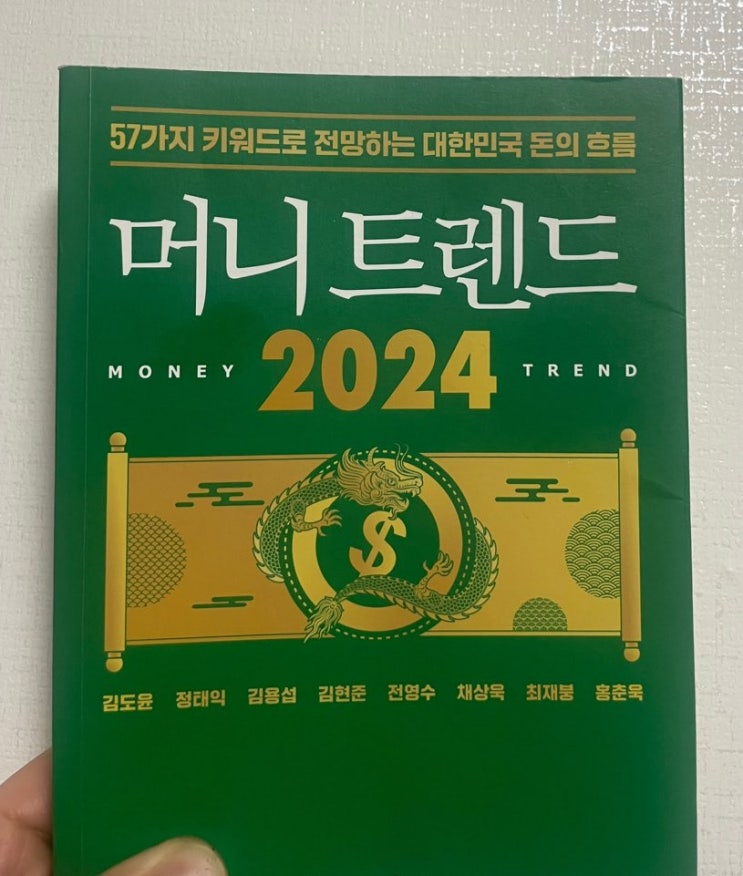 57가지 키워드로 전망하는 대한민국 돈의 흐름
머니 트렌드
MONEY 2024 TREND
$
김도윤 정태익 김용섭 김현준 전영수 채상욱 최재붕 홍춘욱